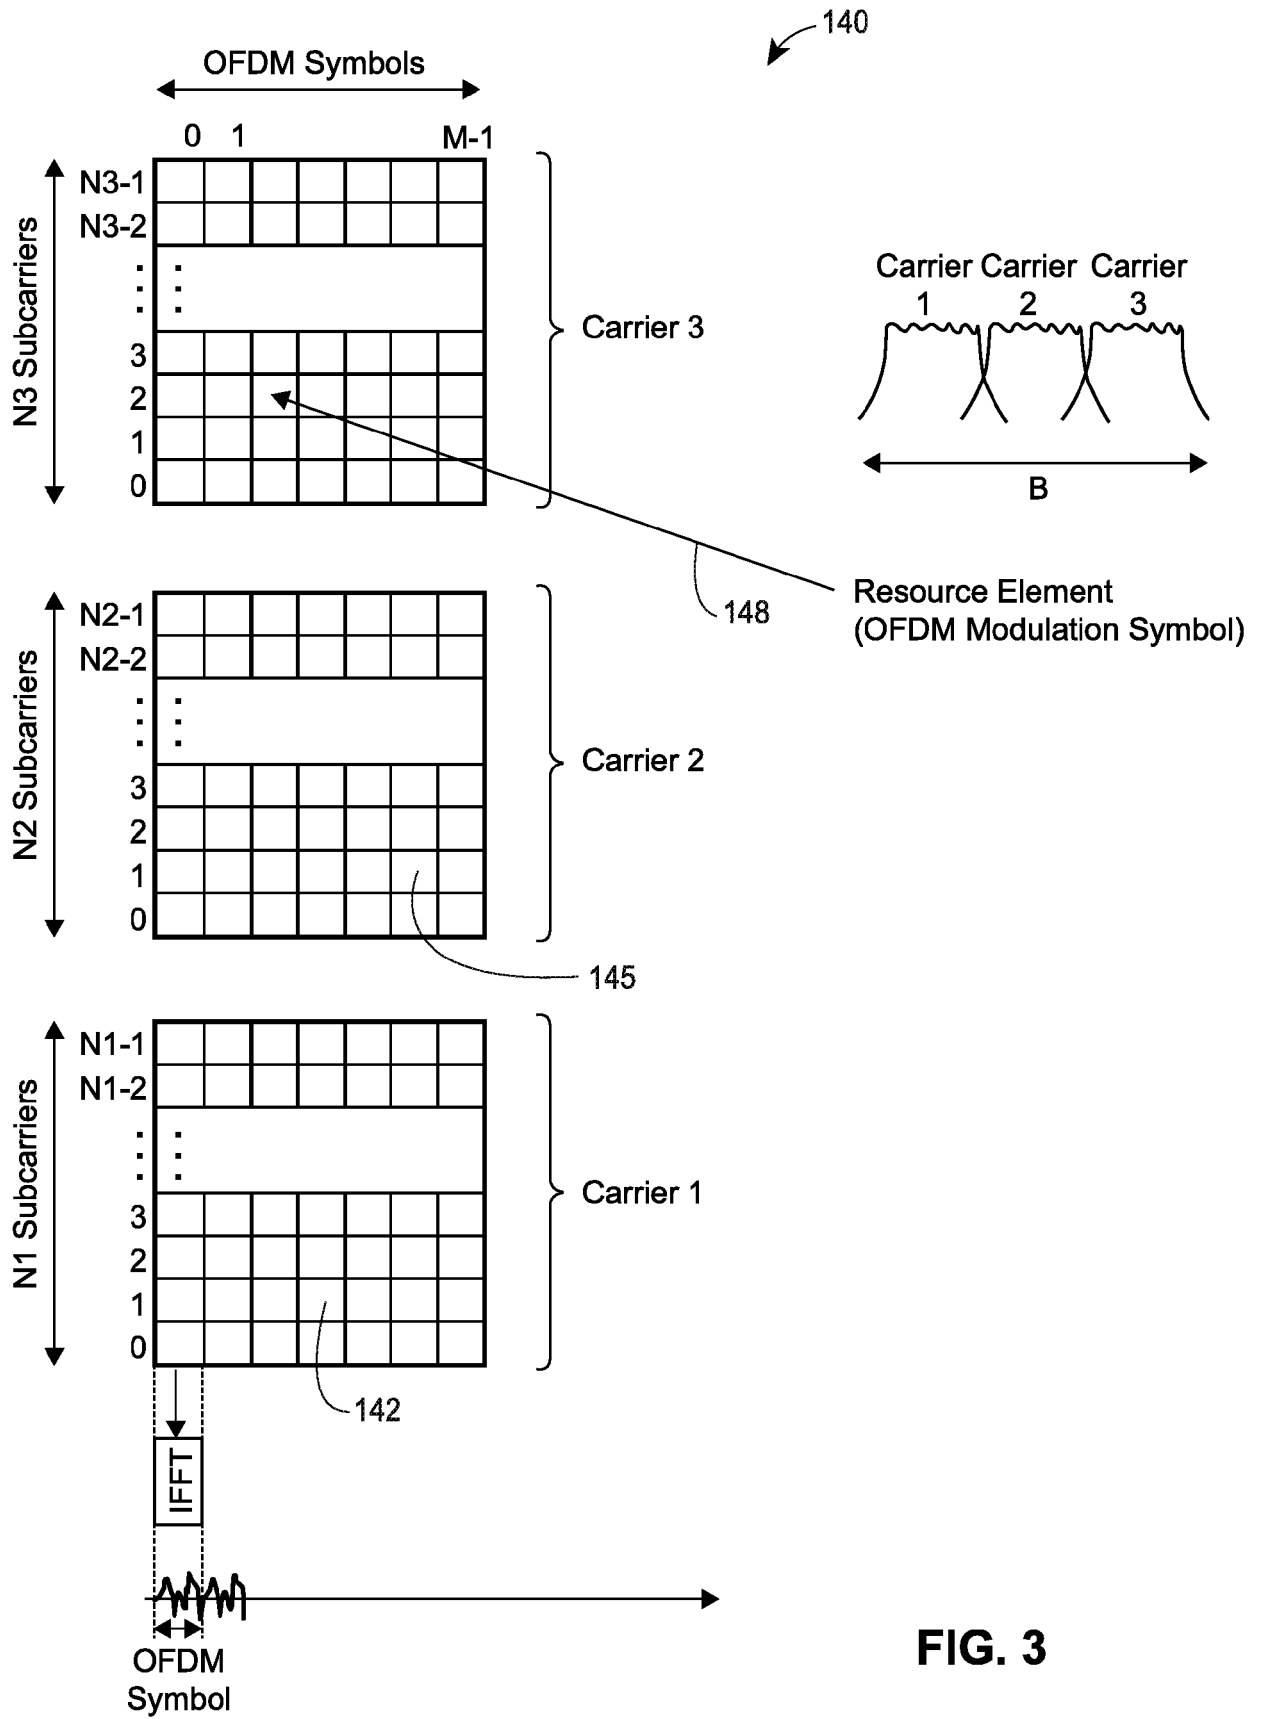 140
OFDM Symbols
0 1 M-1
N3 Subcarriers
N3-1
N3-2
⋮ ⋮
3
2
1
0
Carrier 3
Carrier Carrier Carrier
1 2 3
B
148
Resource Element
(OFDM Modulation Symbol)
N2 Subcarriers
N2-1
N2-2
⋮ ⋮
3
2
1
0
Carrier 2
145
N1 Subcarriers
N1-1
N1-2
⋮ ⋮
3
2
1
0
Carrier 1
142
IFFT
OFDM
Symbol
FIG. 3